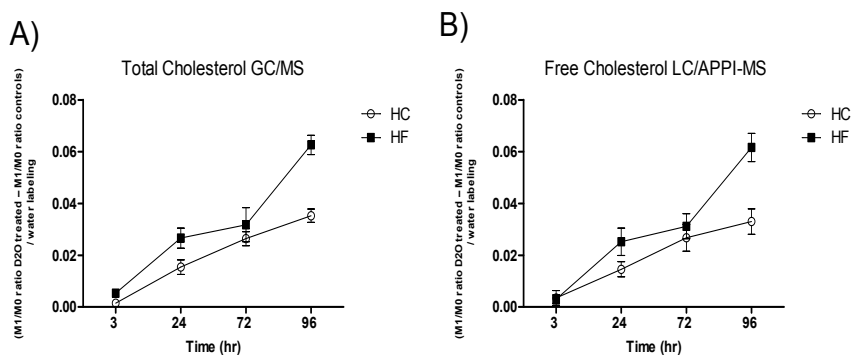 A)
Total Cholesterol GC/MS
(M1/M0 ratio D2O treated – M1/M0 ratio controls)
/ water labeling
0.08
0.06
0.04
0.02
0.00
3
24
72
96
Time (hr)
HC
HF
B)
Free Cholesterol LC/APPI-MS
(M1/M0 ratio D2O treated – M1/M0 ratio controls)
/ water labeling
0.08
0.06
0.04
0.02
0.00
3
24
72
96
Time (hr)
HC
HF